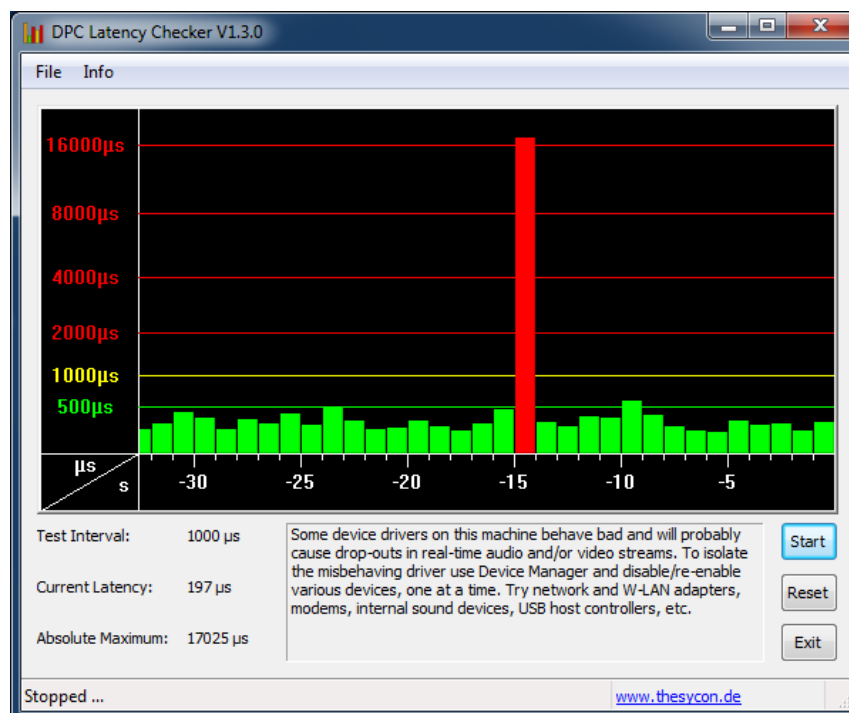 DPC Latency Checker V1.3.0
File Info
16000µs
8000µs
4000µs
2000µs
1000µs
500µs
µs
s
-30 -25 -20 -15 -10 -5
Test Interval: 1000 µs
Current Latency: 197 µs
Absolute Maximum: 17025 µs
Some device drivers on this machine behave bad and will probably
cause drop-outs in real-time audio and/or video streams. To isolate
the misbehaving driver use Device Manager and disable/re-enable
various devices, one at a time. Try network and W-LAN adapters,
modems, internal sound devices, USB host controllers, etc.
Start
Reset
Exit
Stopped ... www.thesycon.de